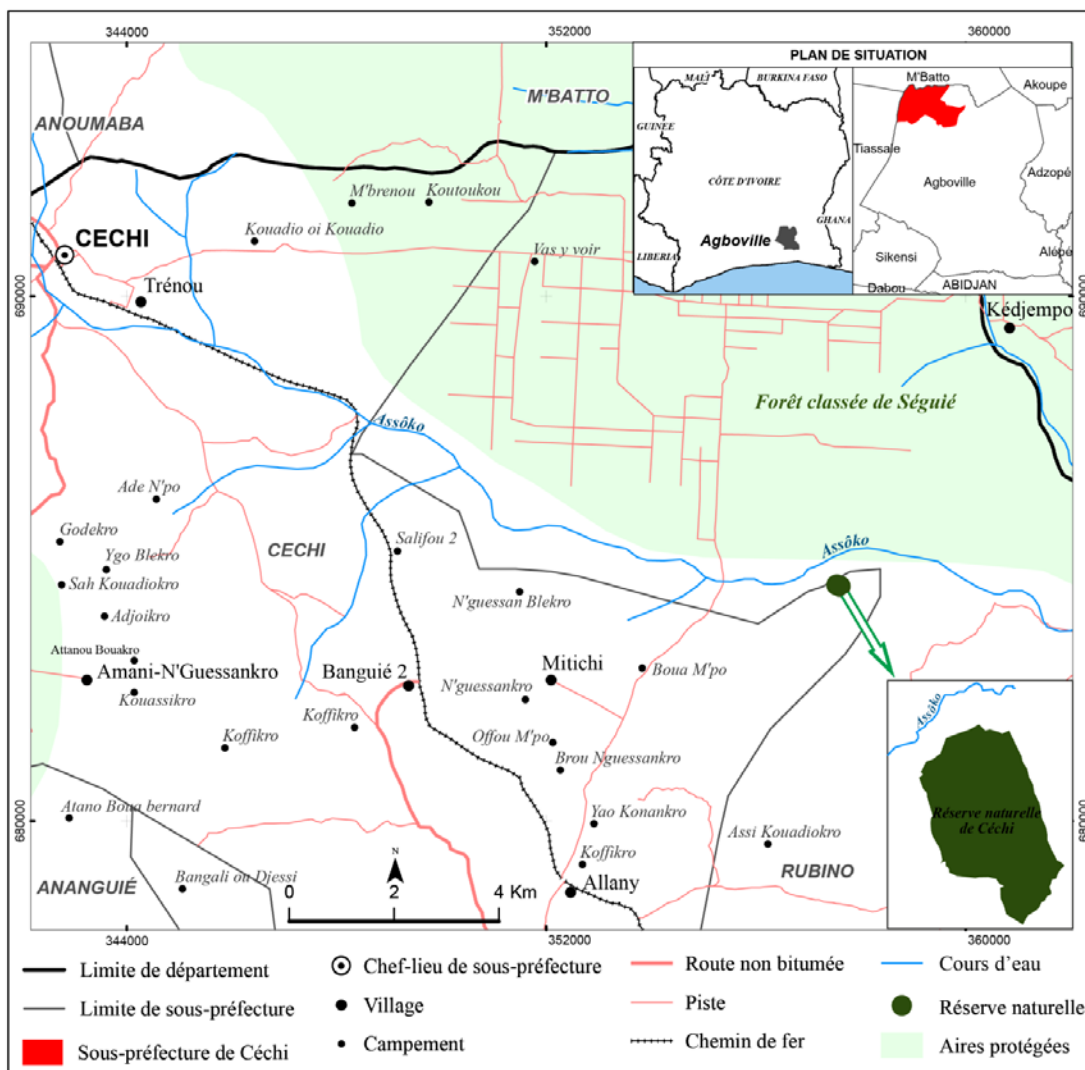 344000
352000
360000
PLAN DE SITUATION
MALI
BURKINA FASO
GUINEE
CÔTE D'IVOIRE
GHANA
Agboville
LIBERIA
M'Batto
Akoupe
Tiassale
Agboville
Adzopé
Sikensi
Alépé
Dabou
ABIDJAN
M'BATTO
ANOUMABA
M'brenou
Koutoukou
Kouadio oi Kouadio
CECHI
Vas y voir
Trénou
690000
690000
Kédjempo
Forêt classée de Séguié
Assôko
Ade N'po
Godekro
CECHI
Salifou 2
Ygo Blekro
Assôko
Sah Kouadiokro
N'guessan Blekro
Adjoikro
Attanou Bouakro
Amani-N'Guessankro
Banguié 2
Mitichi
Boua M'po
Kouassikro
N'guessankro
Koffikro
Koffikro
Offou M'po
Brou Nguessankro
Assôko
Réserve naturelle
de Céchi
Atano Boua bernard
680000
680000
Yao Konankro
Assi Kouadiokro
Koffikro
RUBINO
ANANGUIÉ
Bangali ou Djessi
Allany
N
0
2
4 Km
344000
352000
360000
Limite de département
Chef-lieu de sous-préfecture
Route non bitumée
Cours d'eau
Limite de sous-préfecture
Village
Piste
Réserve naturelle
Sous-préfecture de Céchi
Campement
Chemin de fer
Aires protégées